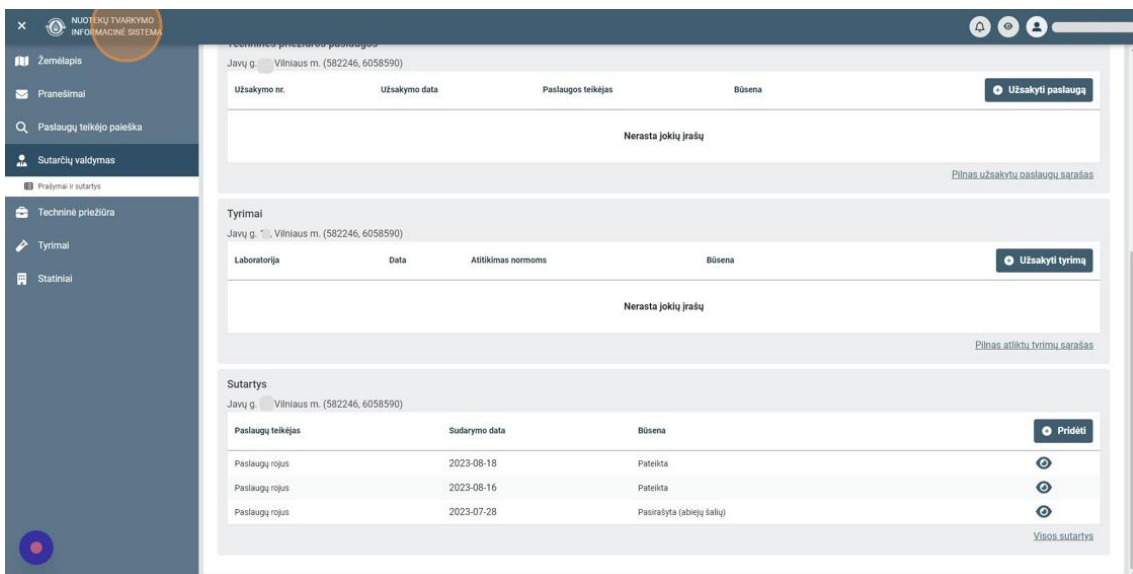 NUOTEKŲ TVARKYMO
INFORMACINĖ SISTEMA
Žemėlapis
Pranešimai
Paslaugų teikėjo paieška
Sutarčių valdymas
Prašymai ir sutartys
Techninė priežiūra
Tyrimai
Statiniai
Techninės priežiūros paslaugos
Javų g. Vilniaus m. (582246, 6058590)
Užsakymo nr. Užsakymo data Paslaugos teikėjas Būsena Užsakyti paslaugą
Nerasta jokių įrašų
Pilnas užsakytų paslaugų sąrašas
Tyrimai
Javų g. , Vilniaus m. (582246, 6058590)
Laboratorija Data Atitikimas normoms Būsena Užsakyti tyrimą
Nerasta jokių įrašų
Pilnas atliktų tyrimų sąrašas
Sutartys
Javų g. Vilniaus m. (582246, 6058590)
Paslaugų teikėjas Sudarymo data Būsena Pridėti
Paslaugų rojus 2023-08-18 Pateikta
Paslaugų rojus 2023-08-16 Pateikta
Paslaugų rojus 2023-07-28 Pasirašyta (abiejų šalių)
Visos sutartys